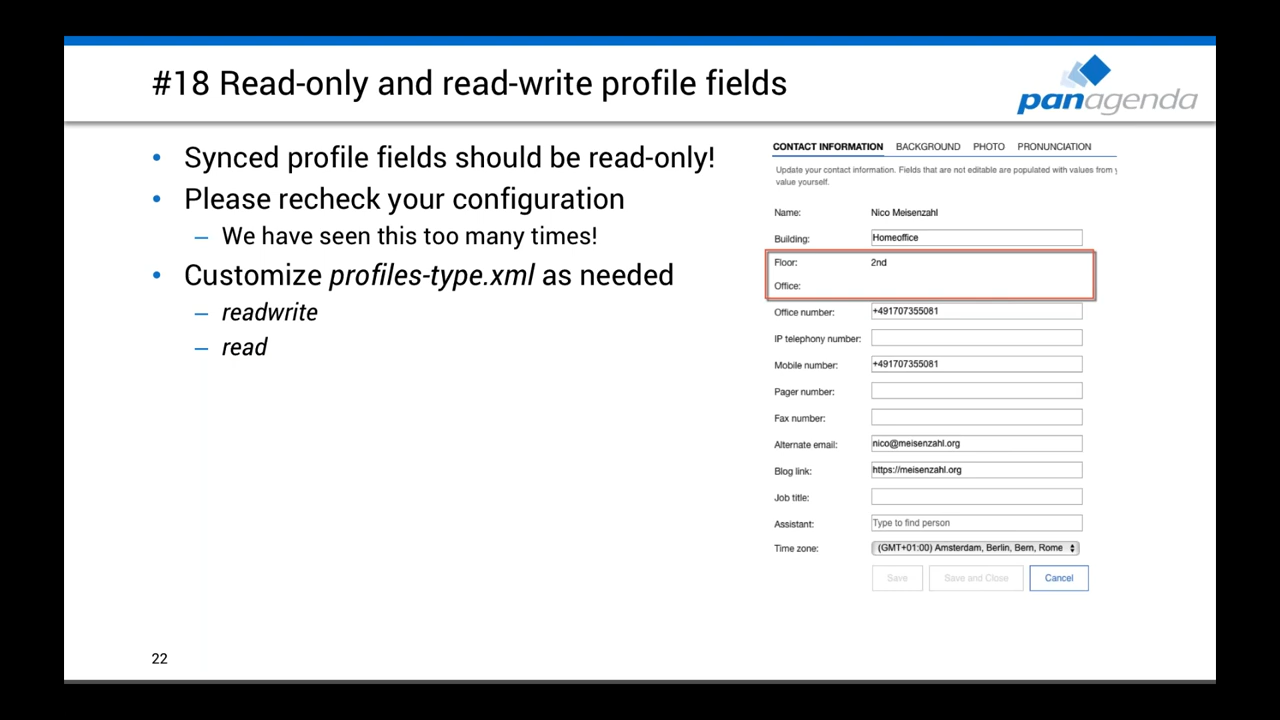 #18 Read-only and read-write profile fields
panagenda
• Synced profile fields should be read-only!
• Please recheck your configuration
– We have seen this too many times!
• Customize profiles-type.xml as needed
– readwrite
– read
CONTACT INFORMATION BACKGROUND PHOTO PRONUNCIATION
Update your contact information. Fields that are not editable are populated with values from
value yourself.
Name: Nico Meisenzahl
Building: Homeoffice
Floor: 2nd
Office:
Office number: +491707355081
IP telephony number:
Mobile number: +491707355081
Pager number:
Fax number:
Alternate email: nico@meisenzahl.org
Blog link: https://meisenzahl.org
Job title:
Assistant: Type to find person
Time zone: (GMT+01:00) Amsterdam, Berlin, Bern, Rome
Save Save and Close Cancel
22